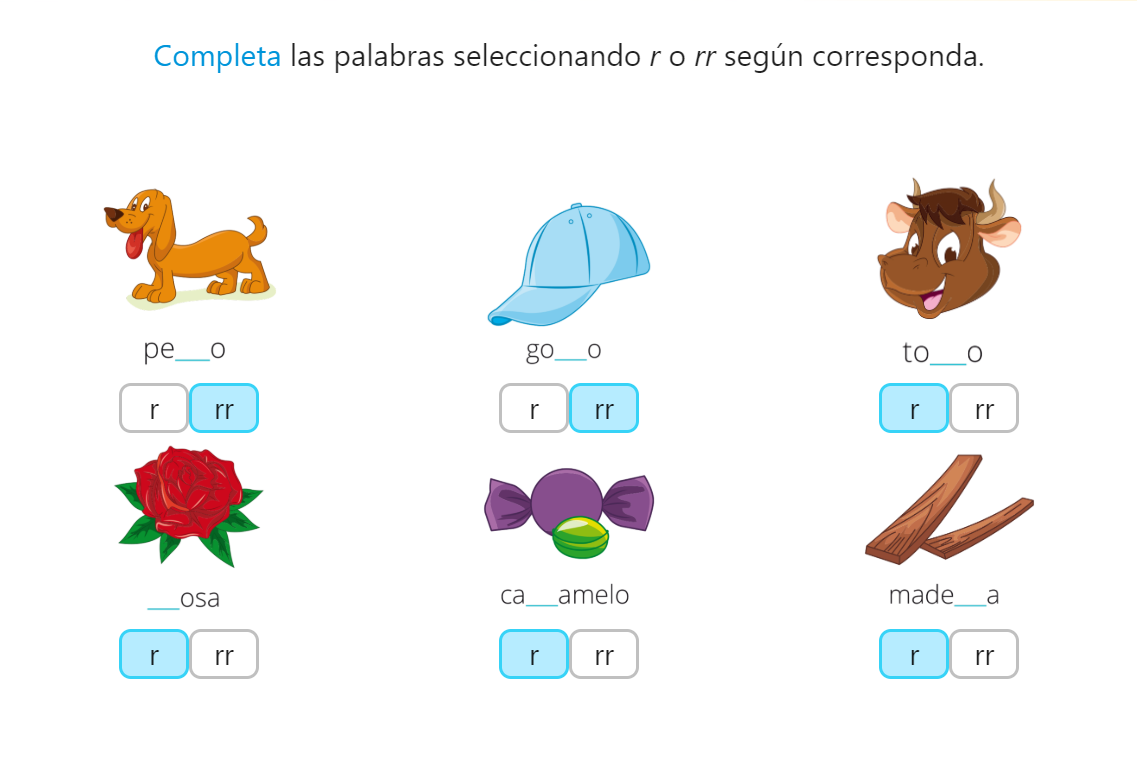 Completa las palabras seleccionando r o rr según corresponda.
pe___o go___o to___o
r rr r rr r rr
___osa ca___amelo made___a
r rr r rr r rr